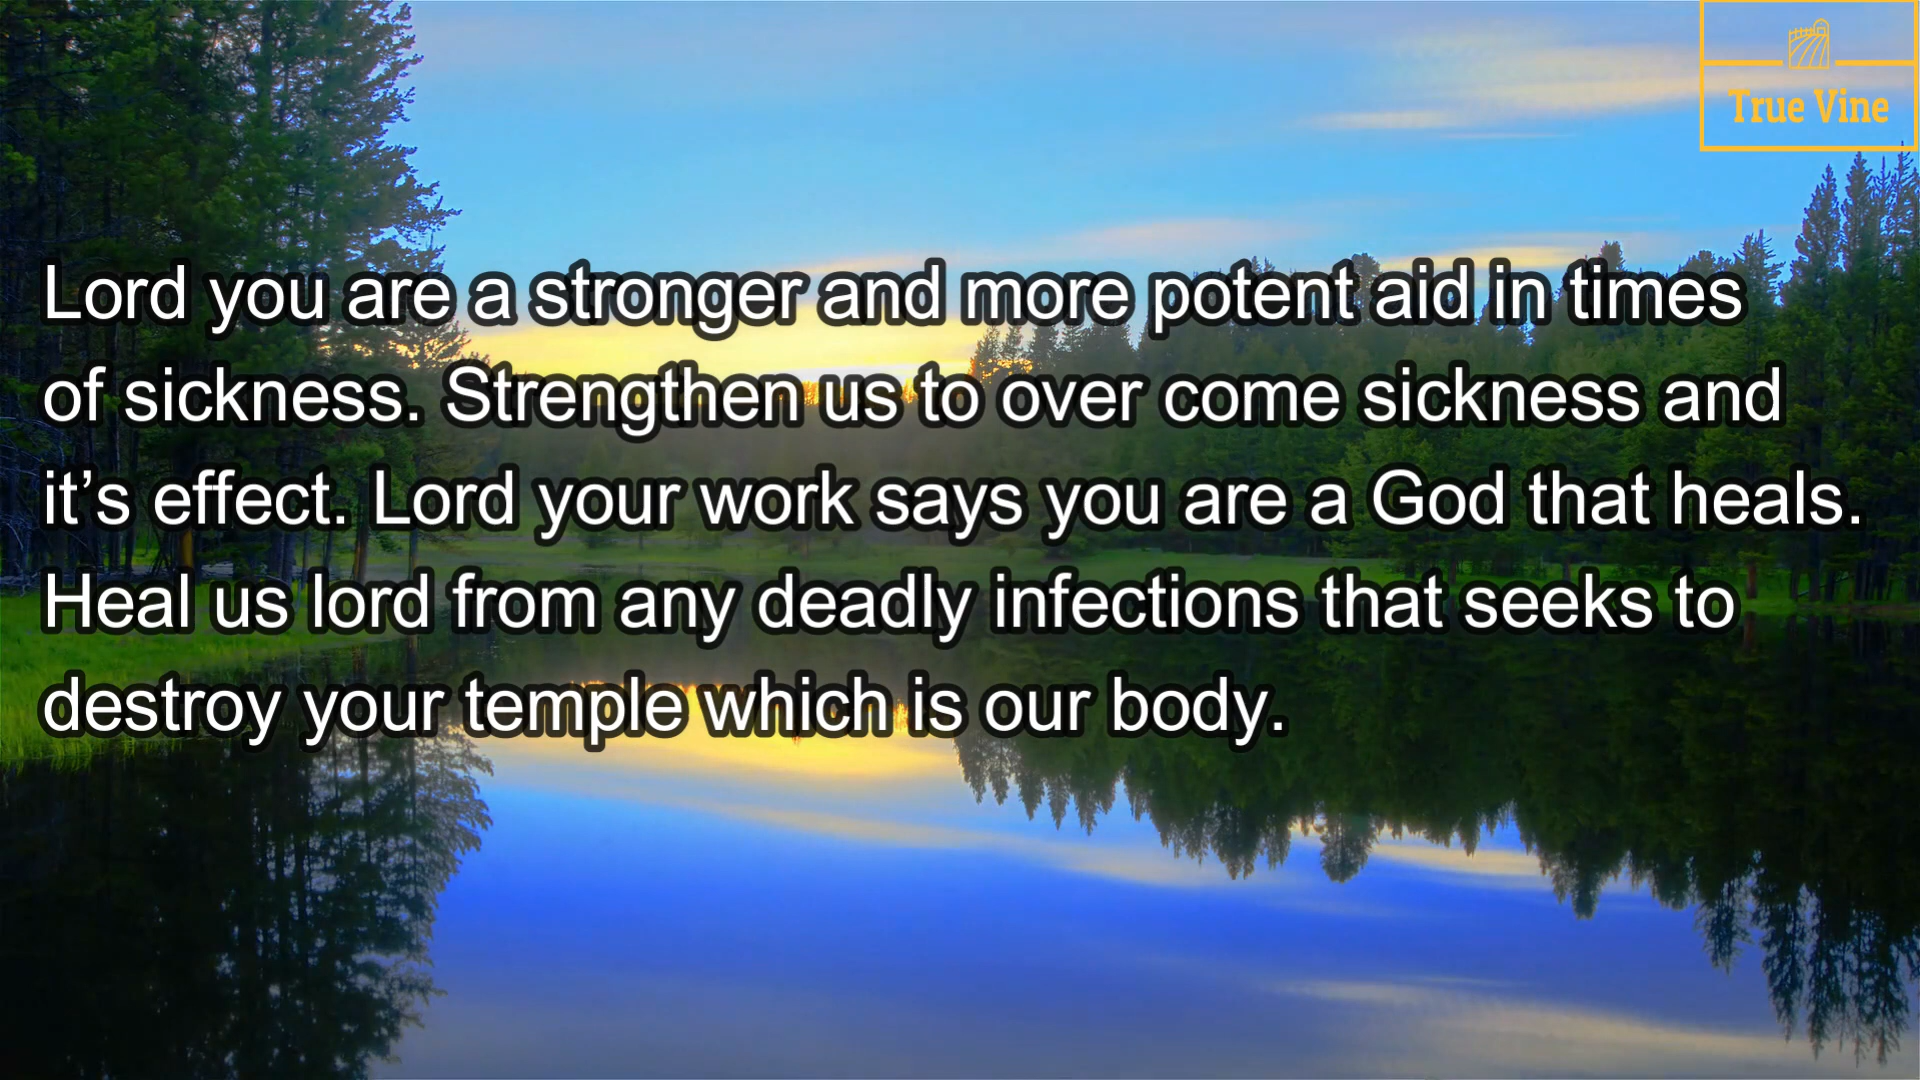 True Vine
Lord you are a stronger and more potent aid in times
of sickness. Strengthen us to over come sickness and
it’s effect. Lord your work says you are a God that heals.
Heal us lord from any deadly infections that seeks to
destroy your temple which is our body.